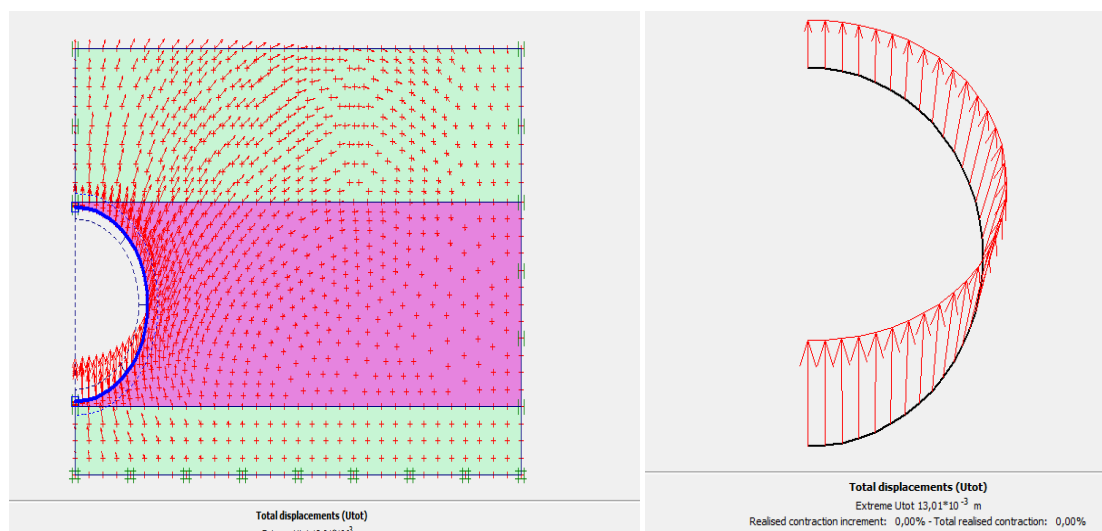 Total displacements (Utot)
Total displacements (Utot)
Extreme Utot 13,01*10 -3 m
Realised contraction increment: 0,00% - Total realised contraction: 0,00%